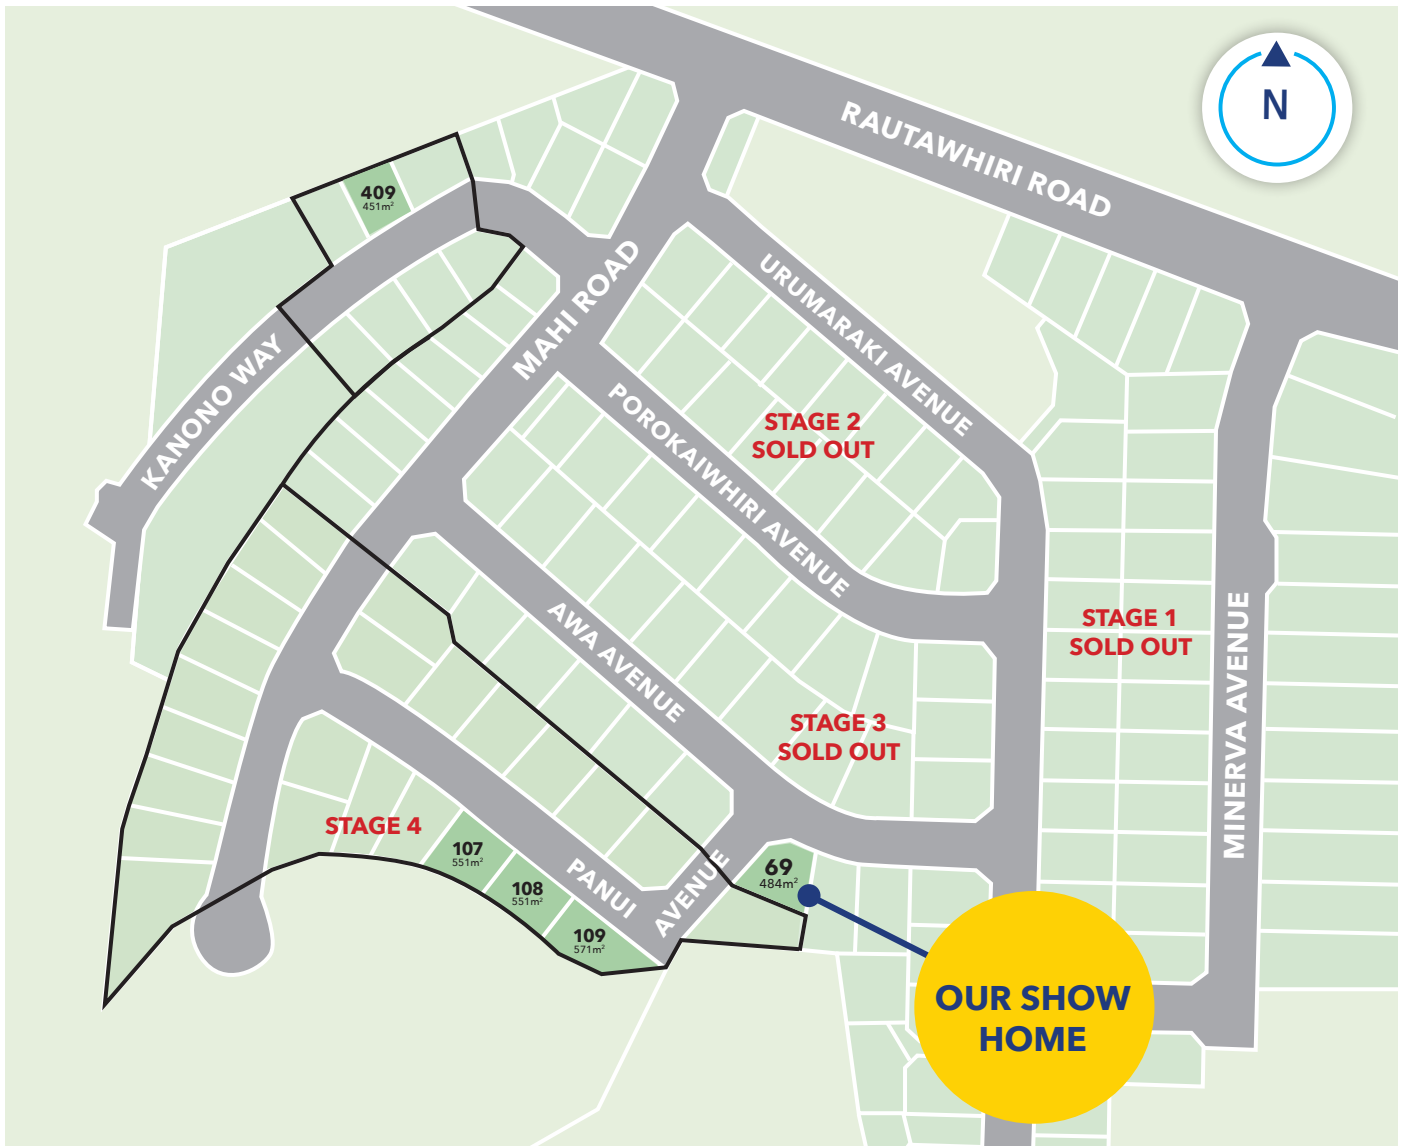 N
RAUTAWHIRI ROAD
409
451m²
URUMARAKI AVENUE
MAHI ROAD
KANONO WAY
POROKAIWHIRI AVENUE
STAGE 2
SOLD OUT
AWA AVENUE
STAGE 1
SOLD OUT
MINERVA AVENUE
STAGE 3
SOLD OUT
STAGE 4
107
551m²
108
551m²
109
571m²
PANUI
AVENUE
69
484m²
OUR SHOW
HOME